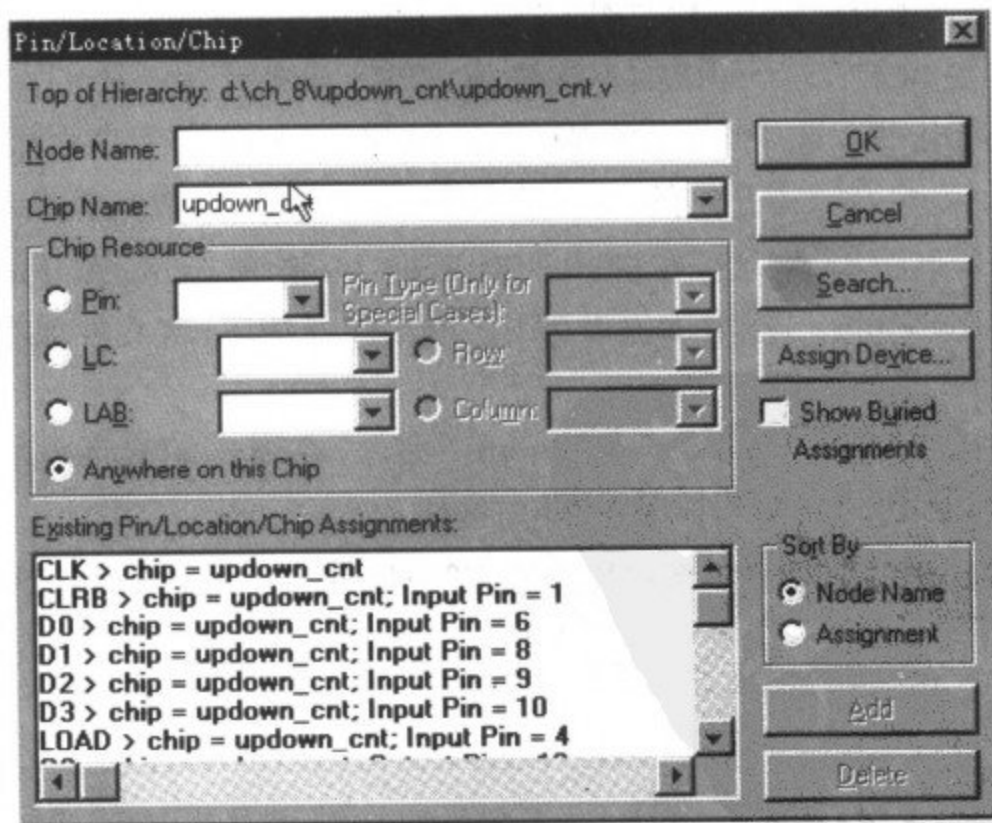 Pin/Location/Chip
Top of Hierarchy: d:\ch_8\updown_cnt\updown_cnt.v
Node Name:
OK
Chip Name:
Cancel
Chip Resource
Pin:
Pin Type (Only for
Special Cases):
Search...
LC:
Row:
Assign Device...
LAB:
Column:
Show Buried
Assignments
Anywhere on this Chip
Existing Pin/Location/Chip Assignments:
CLK > chip = updown_cnt
CLRB > chip = updown_cnt; Input Pin = 1
D0 > chip = updown_cnt; Input Pin = 6
D1 > chip = updown_cnt; Input Pin = 8
D2 > chip = updown_cnt; Input Pin = 9
D3 > chip = updown_cnt; Input Pin = 10
LOAD > chip = updown_cnt; Input Pin = 4
Sort By
Node Name
Assignment
Add
Delete